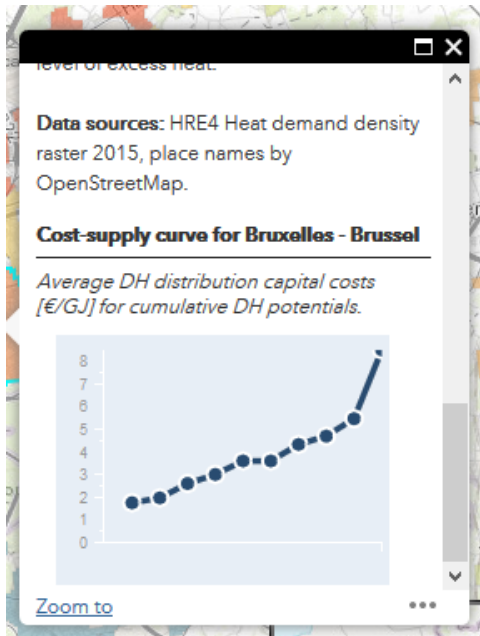 level of excess heat.
Data sources: HRE4 Heat demand density
raster 2015, place names by
OpenStreetMap.
Cost-supply curve for Bruxelles - Brussel
Average DH distribution capital costs
[€/GJ] for cumulative DH potentials.
8
7
6
5
4
3
2
1
0
Zoom to